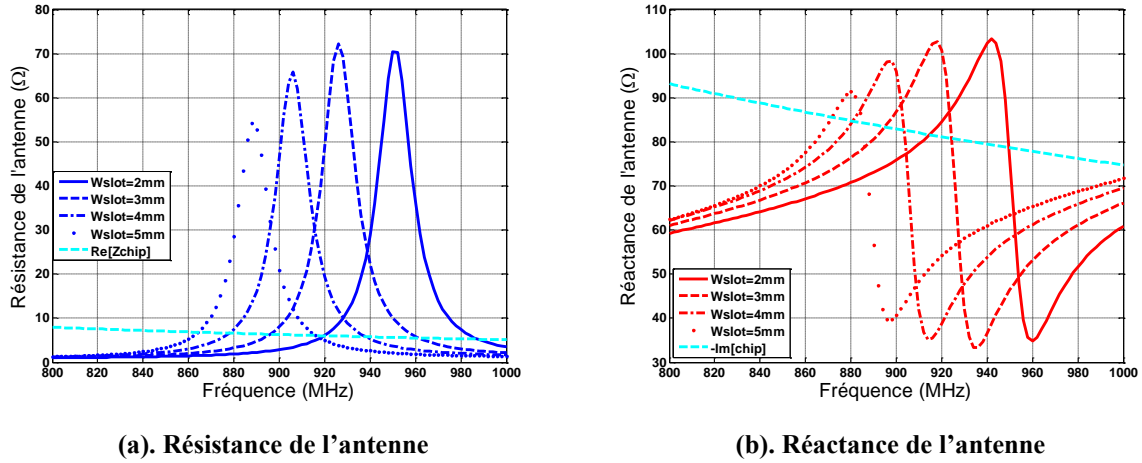 80
70
60
50
40
30
20
10
0
800 820 840 860 880 900 920 940 960 980 1000
Résistance de l'antenne (Ω)
Fréquence (MHz)
Wslot=2mm
Wslot=3mm
Wslot=4mm
Wslot=5mm
Re[Zchip]
110
100
90
80
70
60
50
40
30
800 820 840 860 880 900 920 940 960 980 1000
Réactance de l'antenne (Ω)
Fréquence (MHz)
Wslot=2mm
Wslot=3mm
Wslot=4mm
Wslot=5mm
-Im[chip]
(a). Résistance de l’antenne
(b). Réactance de l’antenne